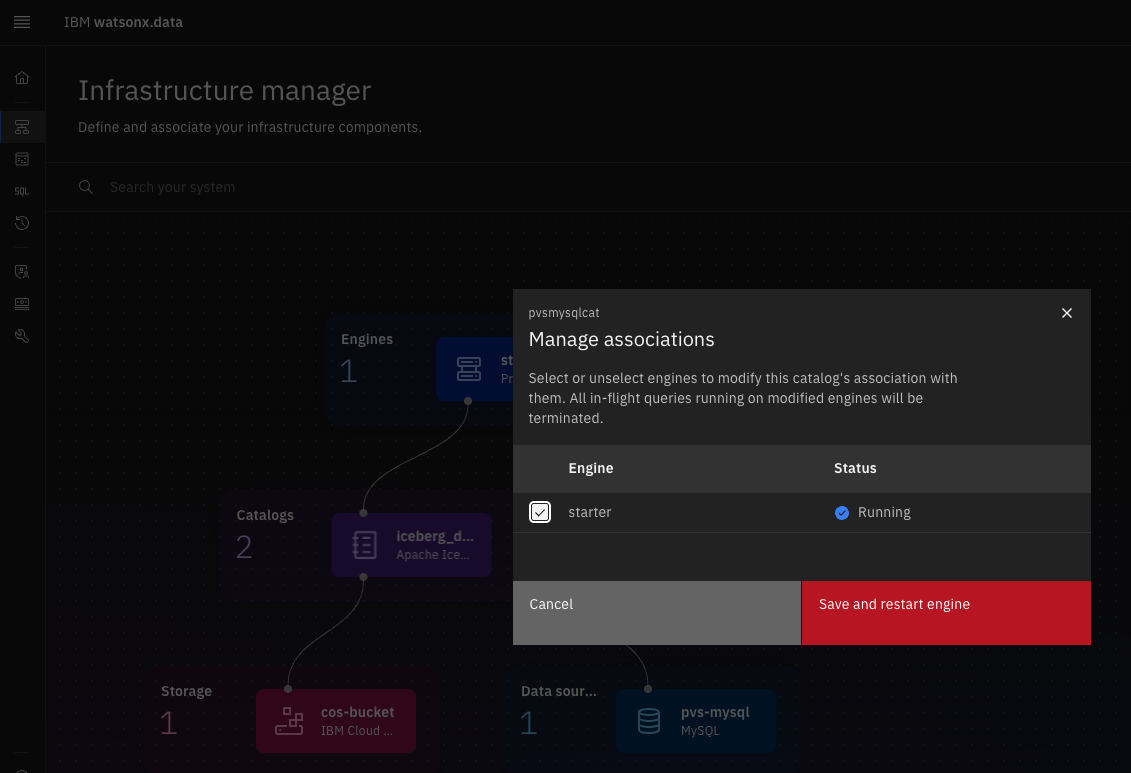 IBM watsonx.data
Infrastructure manager
Define and associate your infrastructure components.
SQL
Search your system
Engines
1
st
Pr
Catalogs
2
iceberg_d...
Apache Ice...
Storage
1
cos-bucket
IBM Cloud ...
Data sour...
1
pvs-mysql
MySQL
pvsmysqlcat
Manage associations
Select or unselect engines to modify this catalog's association with
them. All in-flight queries running on modified engines will be
terminated.
Engine Status
starter Running
Cancel Save and restart engine